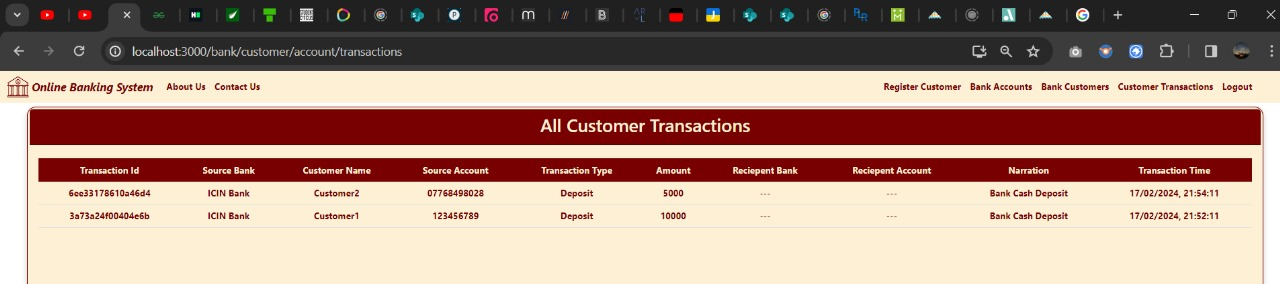 localhost:3000/bank/customer/account/transactions
Online Banking System About Us Contact Us Register Customer Bank Accounts Bank Customers Customer Transactions Logout
All Customer Transactions
Transaction Id Source Bank Customer Name Source Account Transaction Type Amount Reciepent Bank Reciepent Account Narration Transaction Time
6ee33178610a46d4 ICIN Bank Customer2 07768498028 Deposit 5000 --- --- Bank Cash Deposit 17/02/2024, 21:54:11
3a73a24f00404e6b ICIN Bank Customer1 123456789 Deposit 10000 --- --- Bank Cash Deposit 17/02/2024, 21:52:11